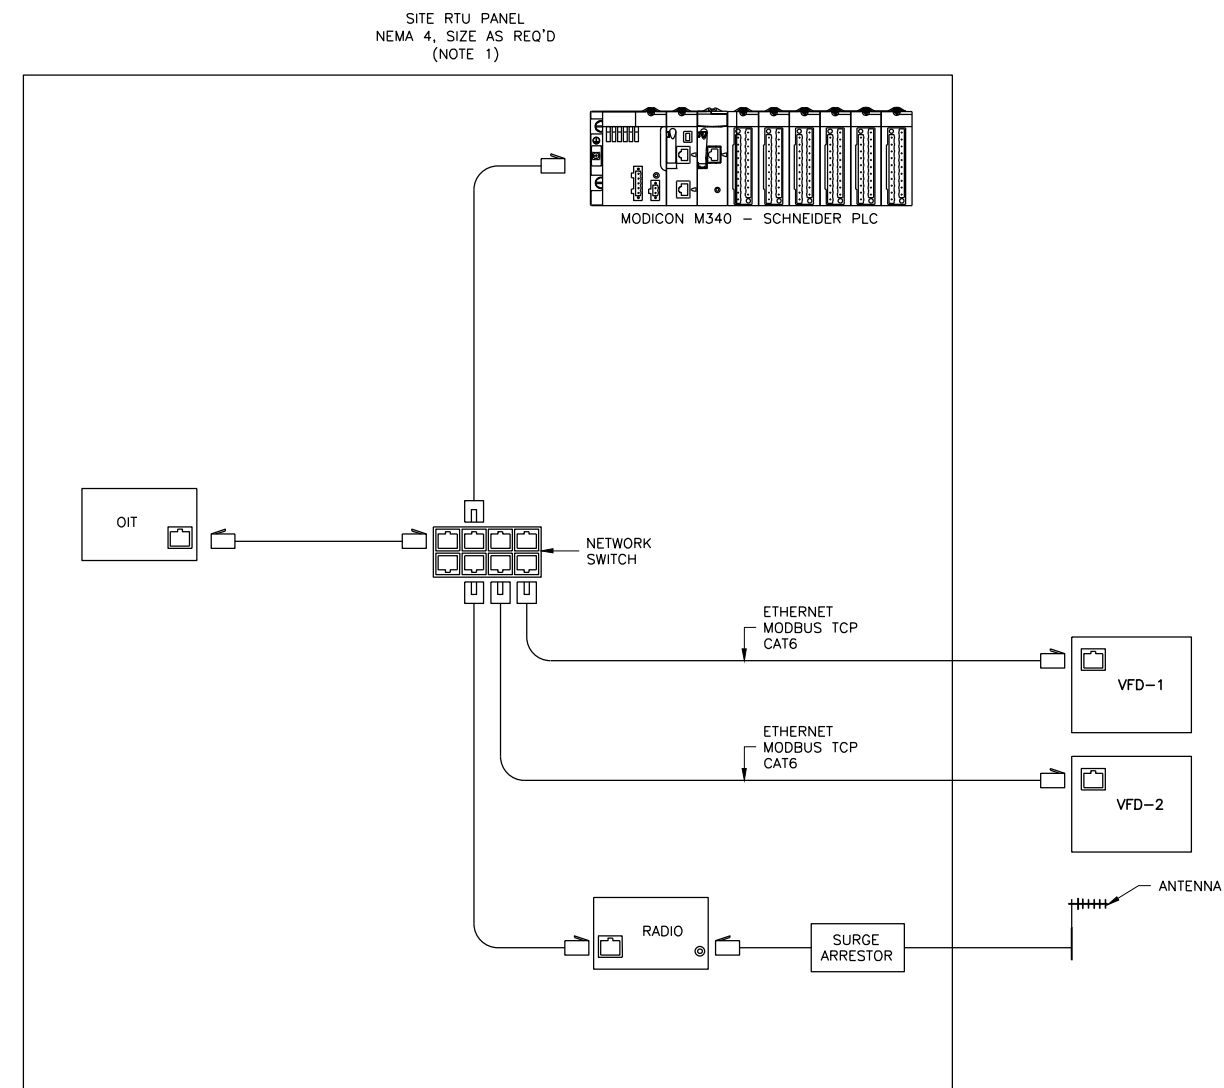 SITE RTU PANEL
NEMA 4, SIZE AS REQ'D
(NOTE 1)
MODICON M340 – SCHNEIDER PLC
OIT
NETWORK
SWITCH
ETHERNET
MODBUS TCP
CAT6
VFD–1
ETHERNET
MODBUS TCP
CAT6
VFD–2
ANTENNA
RADIO
SURGE
ARRESTOR